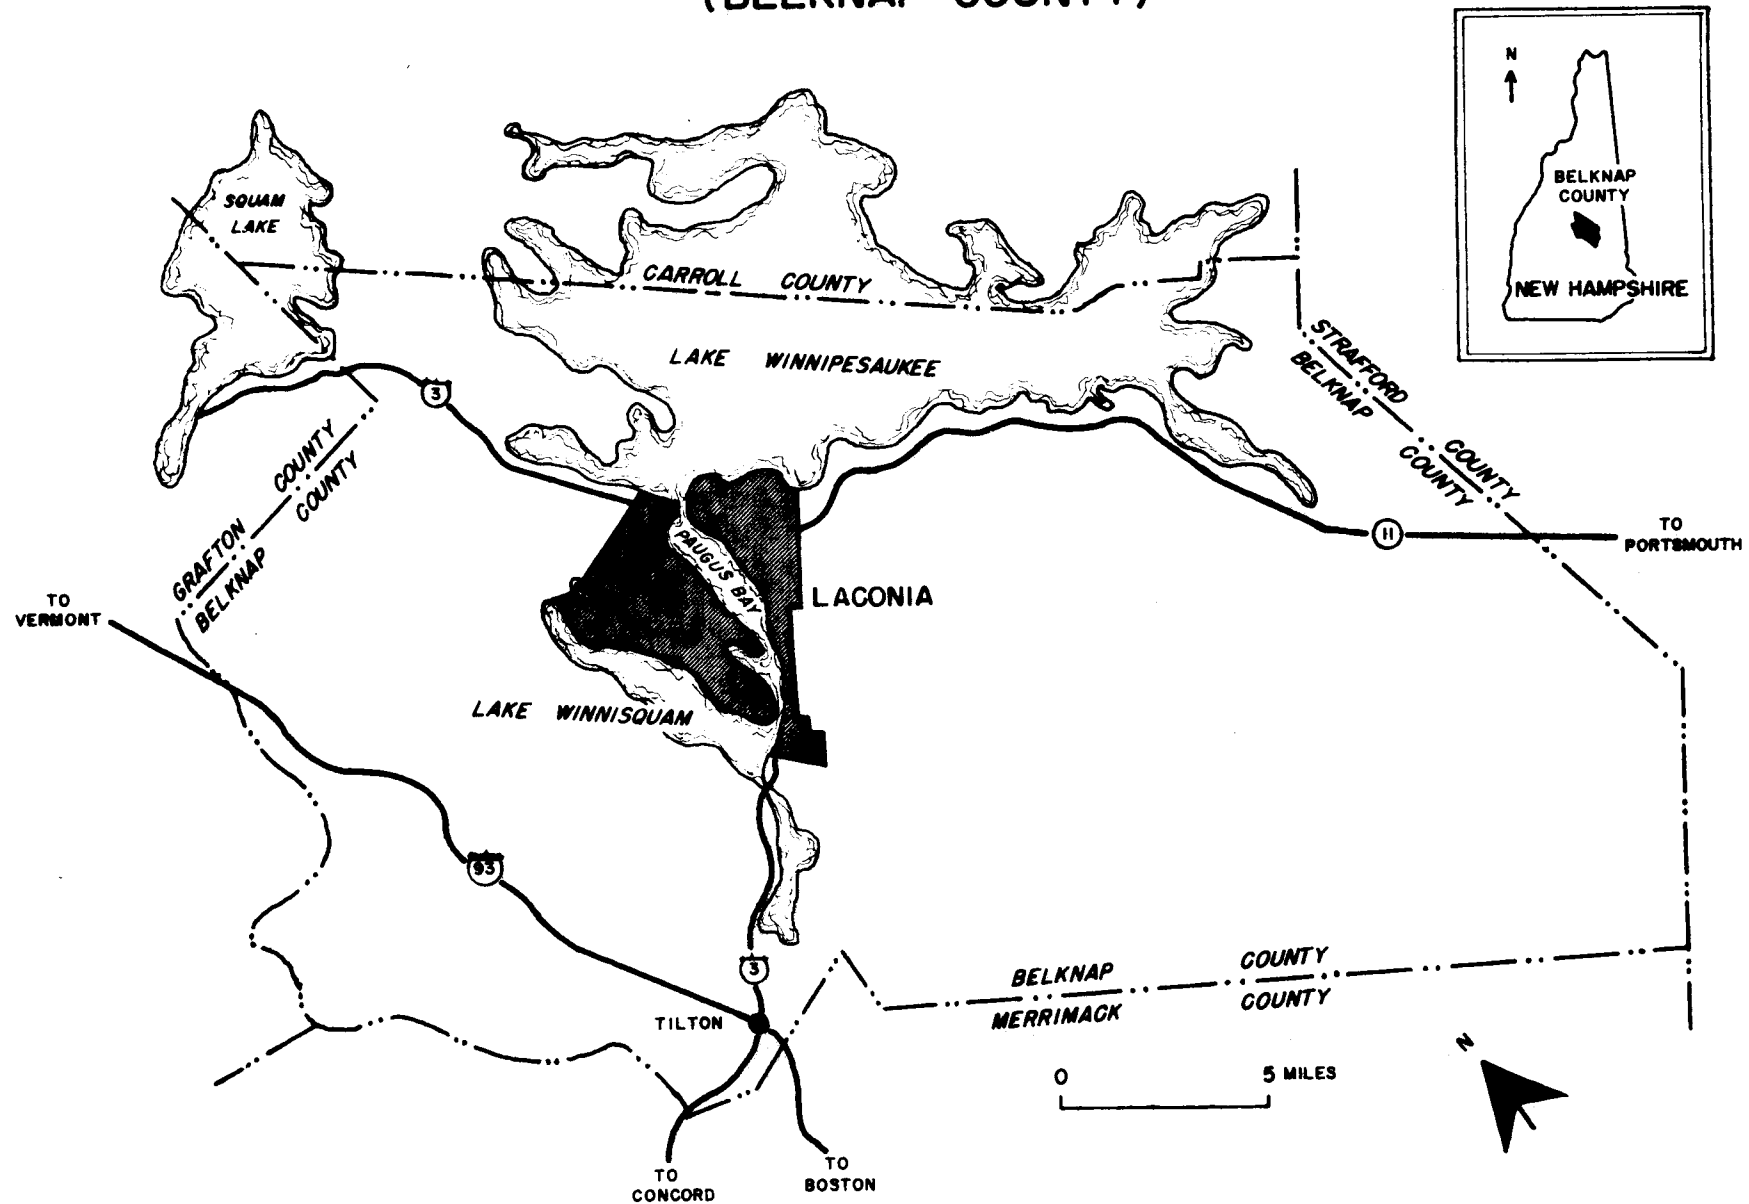 (BELKNAP COUNTY)
N
BELKNAP
COUNTY
NEW HAMPSHIRE
SQUAM
LAKE
CARROLL COUNTY
LAKE WINNIPESAUKEE
STRAFFORD COUNTY
BELKNAP COUNTY
3
GRAFTON COUNTY
BELKNAP COUNTY
11
TO
PORTSMOUTH
PAUGUS BAY
LACONIA
TO
VERMONT
LAKE WINNISQUAM
93
3
BELKNAP COUNTY
MERRIMACK COUNTY
TILTON
0 5 MILES
N
TO
CONCORD
TO
BOSTON